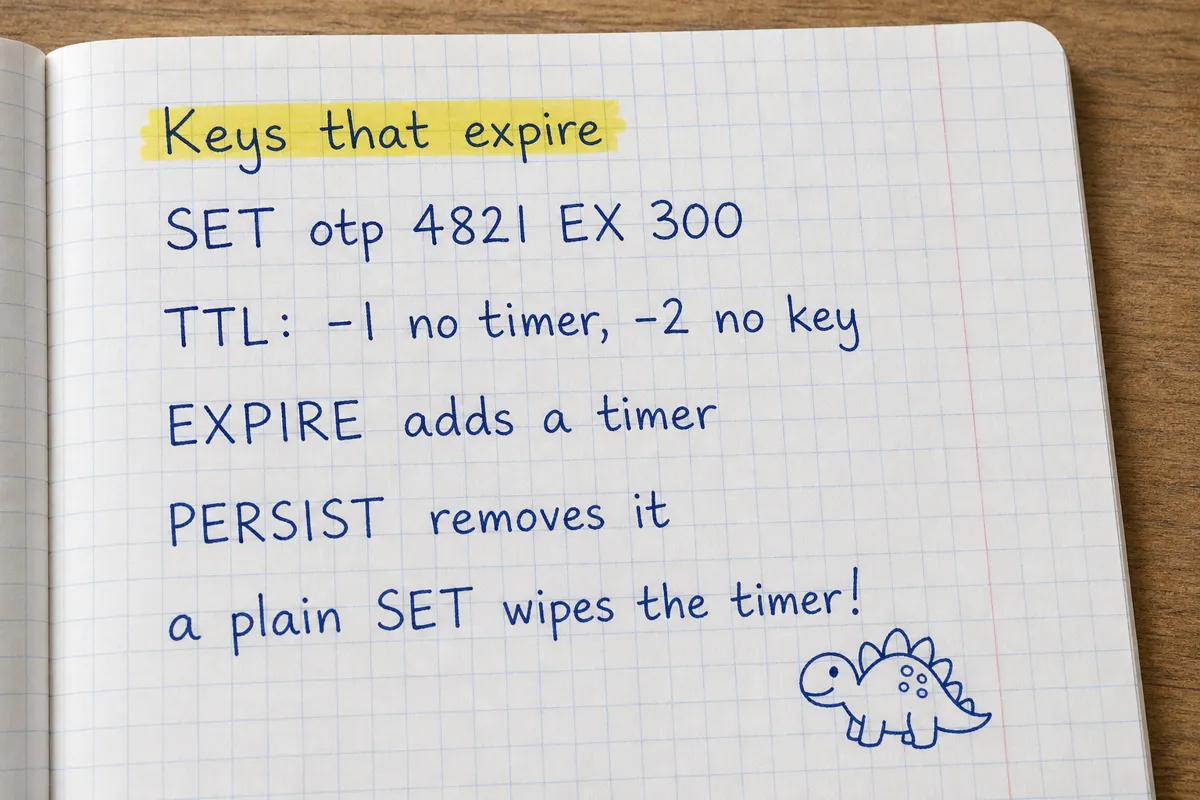 Keys that expire
SET otp 4821 EX 300
TTL: -1 no timer, -2 no key
EXPIRE adds a timer
PERSIST removes it
a plain SET wipes the timer!